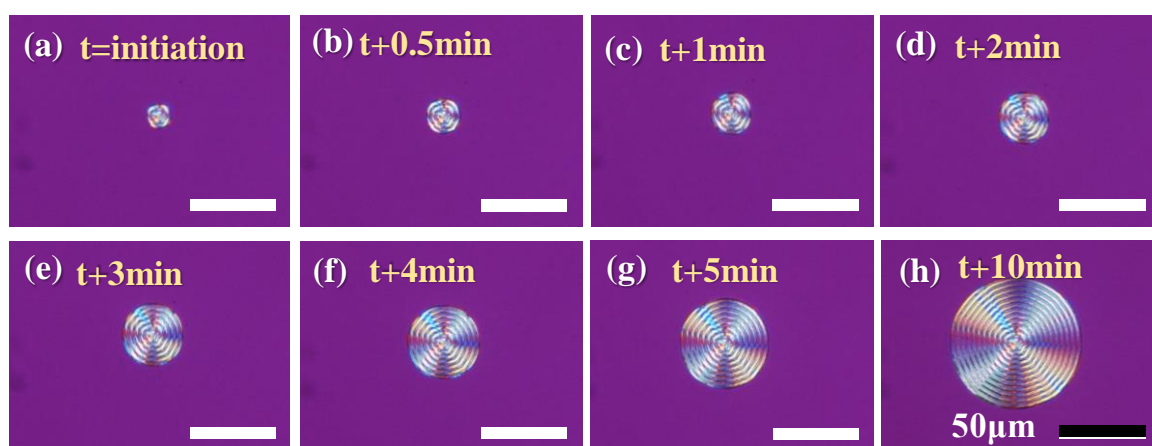 (a) t=initiation
(b) t+0.5min
(c) t+1min
(d) t+2min
(e) t+3min
(f) t+4min
(g) t+5min
(h) t+10min
50μm